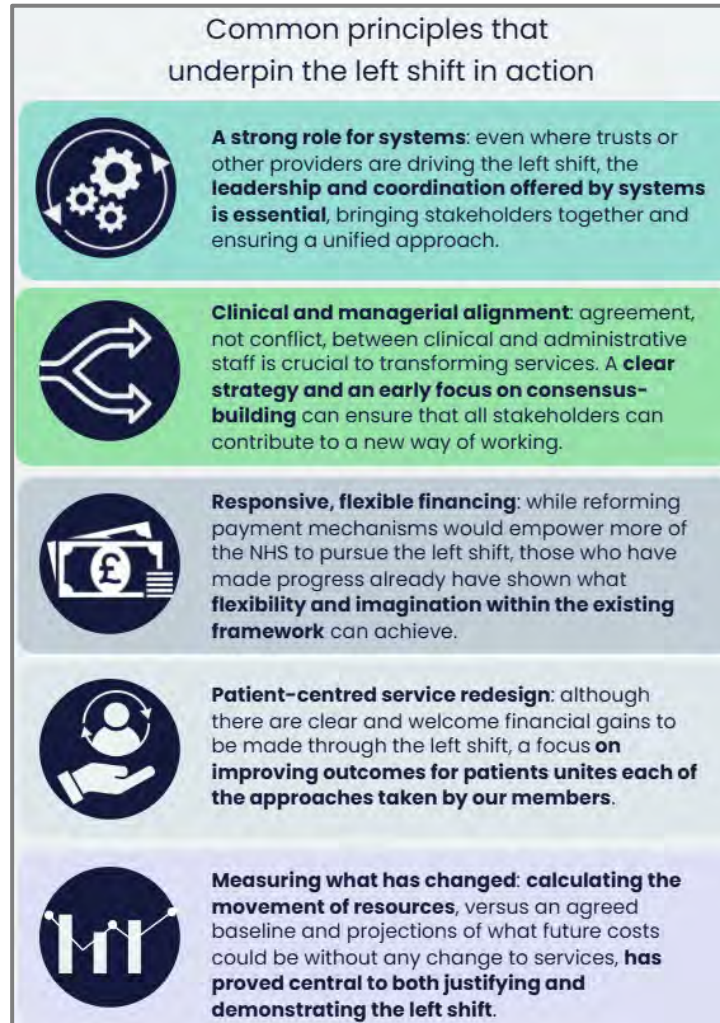 Common principles that
underpin the left shift in action
A strong role for systems: even where trusts or
other providers are driving the left shift, the
leadership and coordination offered by systems
is essential, bringing stakeholders together and
ensuring a unified approach.
Clinical and managerial alignment: agreement,
not conflict, between clinical and administrative
staff is crucial to transforming services. A clear
strategy and an early focus on consensus-
building can ensure that all stakeholders can
contribute to a new way of working.
Responsive, flexible financing: while reforming
payment mechanisms would empower more of
the NHS to pursue the left shift, those who have
made progress already have shown what
flexibility and imagination within the existing
framework can achieve.
£
Patient-centred service redesign: although
there are clear and welcome financial gains to
be made through the left shift, a focus on
improving outcomes for patients unites each of
the approaches taken by our members.
Measuring what has changed: calculating the
movement of resources, versus an agreed
baseline and projections of what future costs
could be without any change to services, has
proved central to both justifying and
demonstrating the left shift.